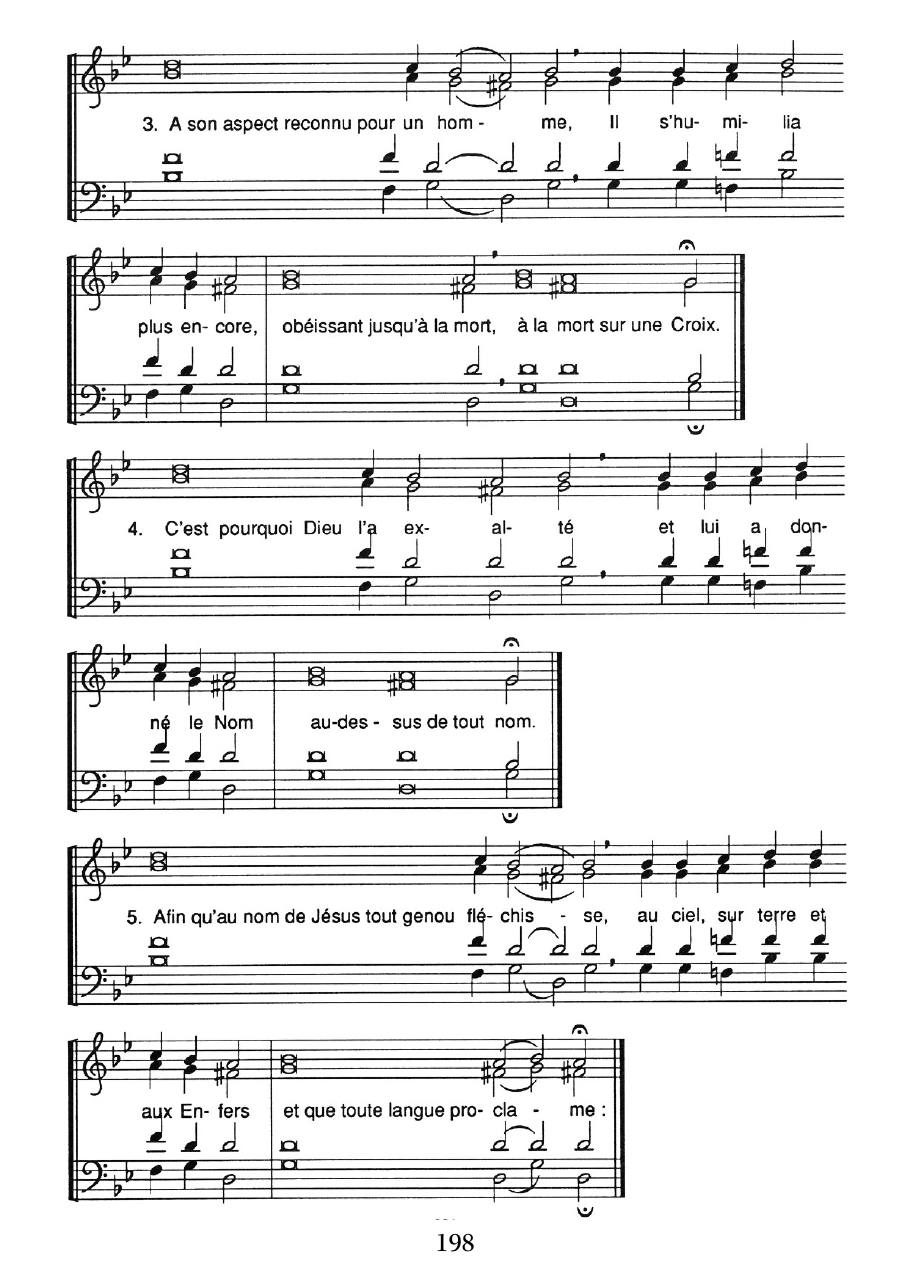 3. A son aspect reconnu pour un hom - me, Il s'hu- mi- lia
plus en- core, obéissant jusqu'à la mort, à la mort sur une Croix.
4. C'est pourquoi Dieu l'a ex- al- té et lui a don-
né le Nom au-des - sus de tout nom.
5. Afin qu'au nom de Jésus tout genou flé- chis - se, au ciel, sur terre et
aux En- fers et que toute langue pro- cla - me :
198